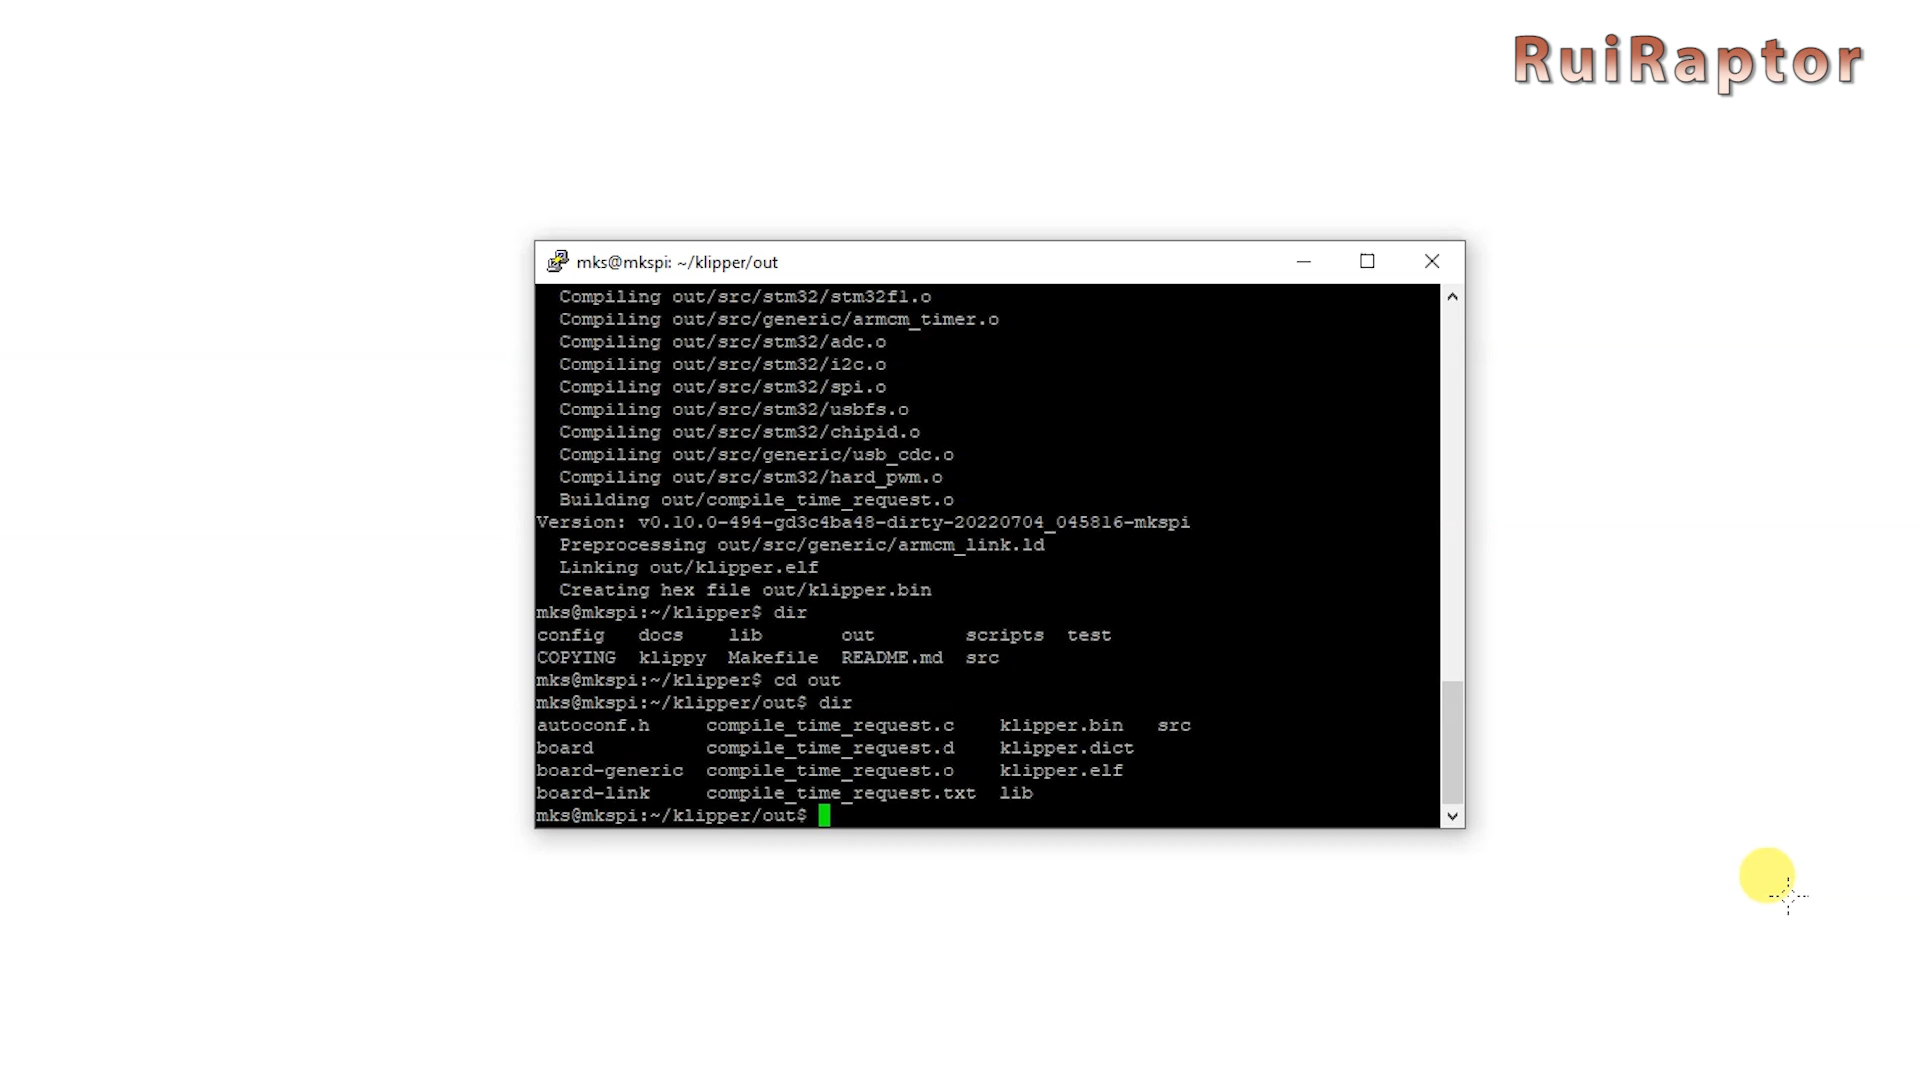 RuiRaptor
mks@mkspi: ~/klipper/out
Compiling out/src/stm32/stm32f1.o
Compiling out/src/generic/armcm_timer.o
Compiling out/src/stm32/adc.o
Compiling out/src/stm32/i2c.o
Compiling out/src/stm32/spi.o
Compiling out/src/stm32/usbfs.o
Compiling out/src/stm32/chipid.o
Compiling out/src/generic/usb_cdc.o
Compiling out/src/stm32/hard_pwm.o
Building out/compile_time_request.o
Version: v0.10.0-494-gd3c4ba48-dirty-20220704_045816-mkspi
Preprocessing out/src/generic/armcm_link.ld
Linking out/klipper.elf
Creating hex file out/klipper.bin
mks@mkspi:~/klipper$ dir
config docs lib out scripts test
COPYING klippy Makefile README.md src
mks@mkspi:~/klipper$ cd out
mks@mkspi:~/klipper/out$ dir
autoconf.h compile_time_request.c klipper.bin src
board compile_time_request.d klipper.dict
board-generic compile_time_request.o klipper.elf
board-link compile_time_request.txt lib
mks@mkspi:~/klipper/out$